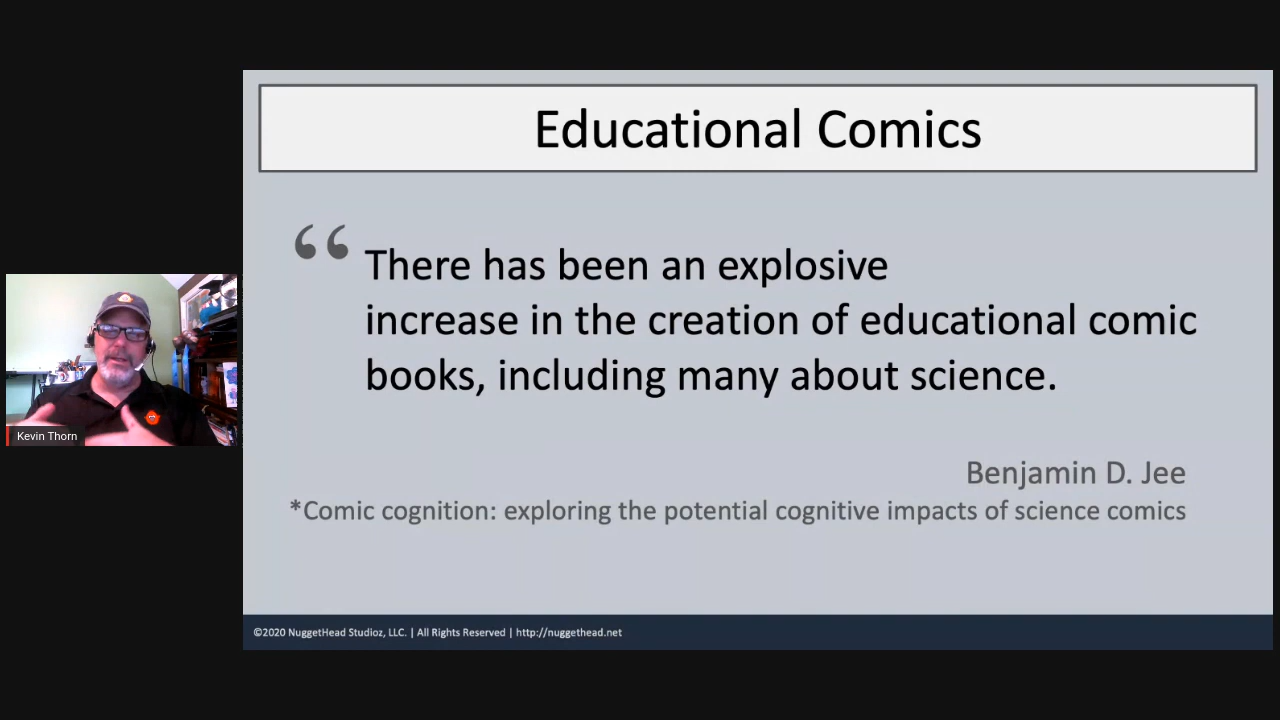 Educational Comics
“
There has been an explosive
increase in the creation of educational comic
books, including many about science.
Benjamin D. Jee
*Comic cognition: exploring the potential cognitive impacts of science comics
Kevin Thorn
©2020 NuggetHead Studioz, LLC. | All Rights Reserved | http://nuggethead.net